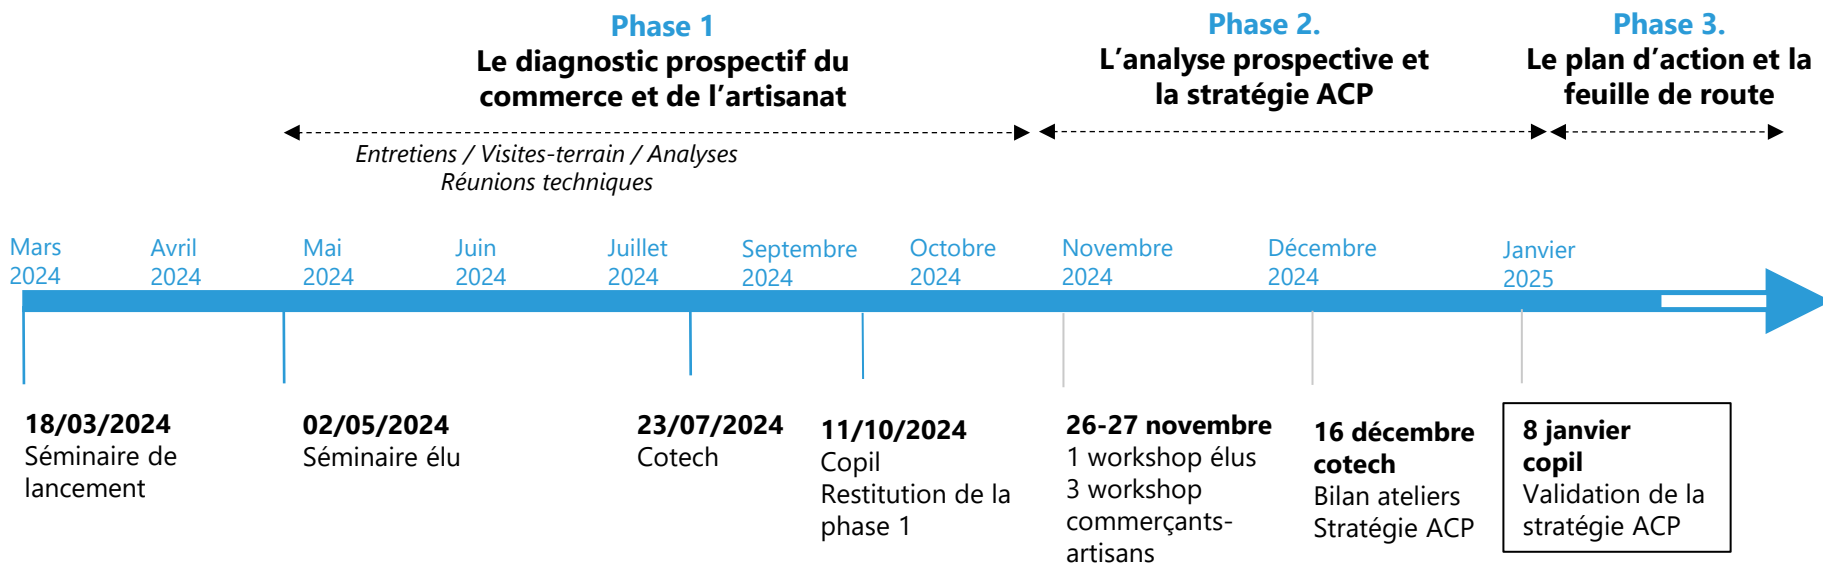 Phase 1
Le diagnostic prospectif du
commerce et de l’artisanat
Phase 2.
L’analyse prospective et
la stratégie ACP
Phase 3.
Le plan d’action et la
feuille de route
Entretiens / Visites-terrain / Analyses
Réunions techniques
Mars
2024
Avril
2024
Mai
2024
Juin
2024
Juillet
2024
Septembre
2024
Octobre
2024
Novembre
2024
Décembre
2024
Janvier
2025
18/03/2024
Séminaire de
lancement
02/05/2024
Séminaire élu
23/07/2024
Cotech
11/10/2024
Copil
Restitution de la
phase 1
26-27 novembre
1 workshop élus
3 workshop
commerçants-
artisans
16 décembre
cotech
Bilan ateliers
Stratégie ACP
8 janvier
copil
Validation de la
stratégie ACP